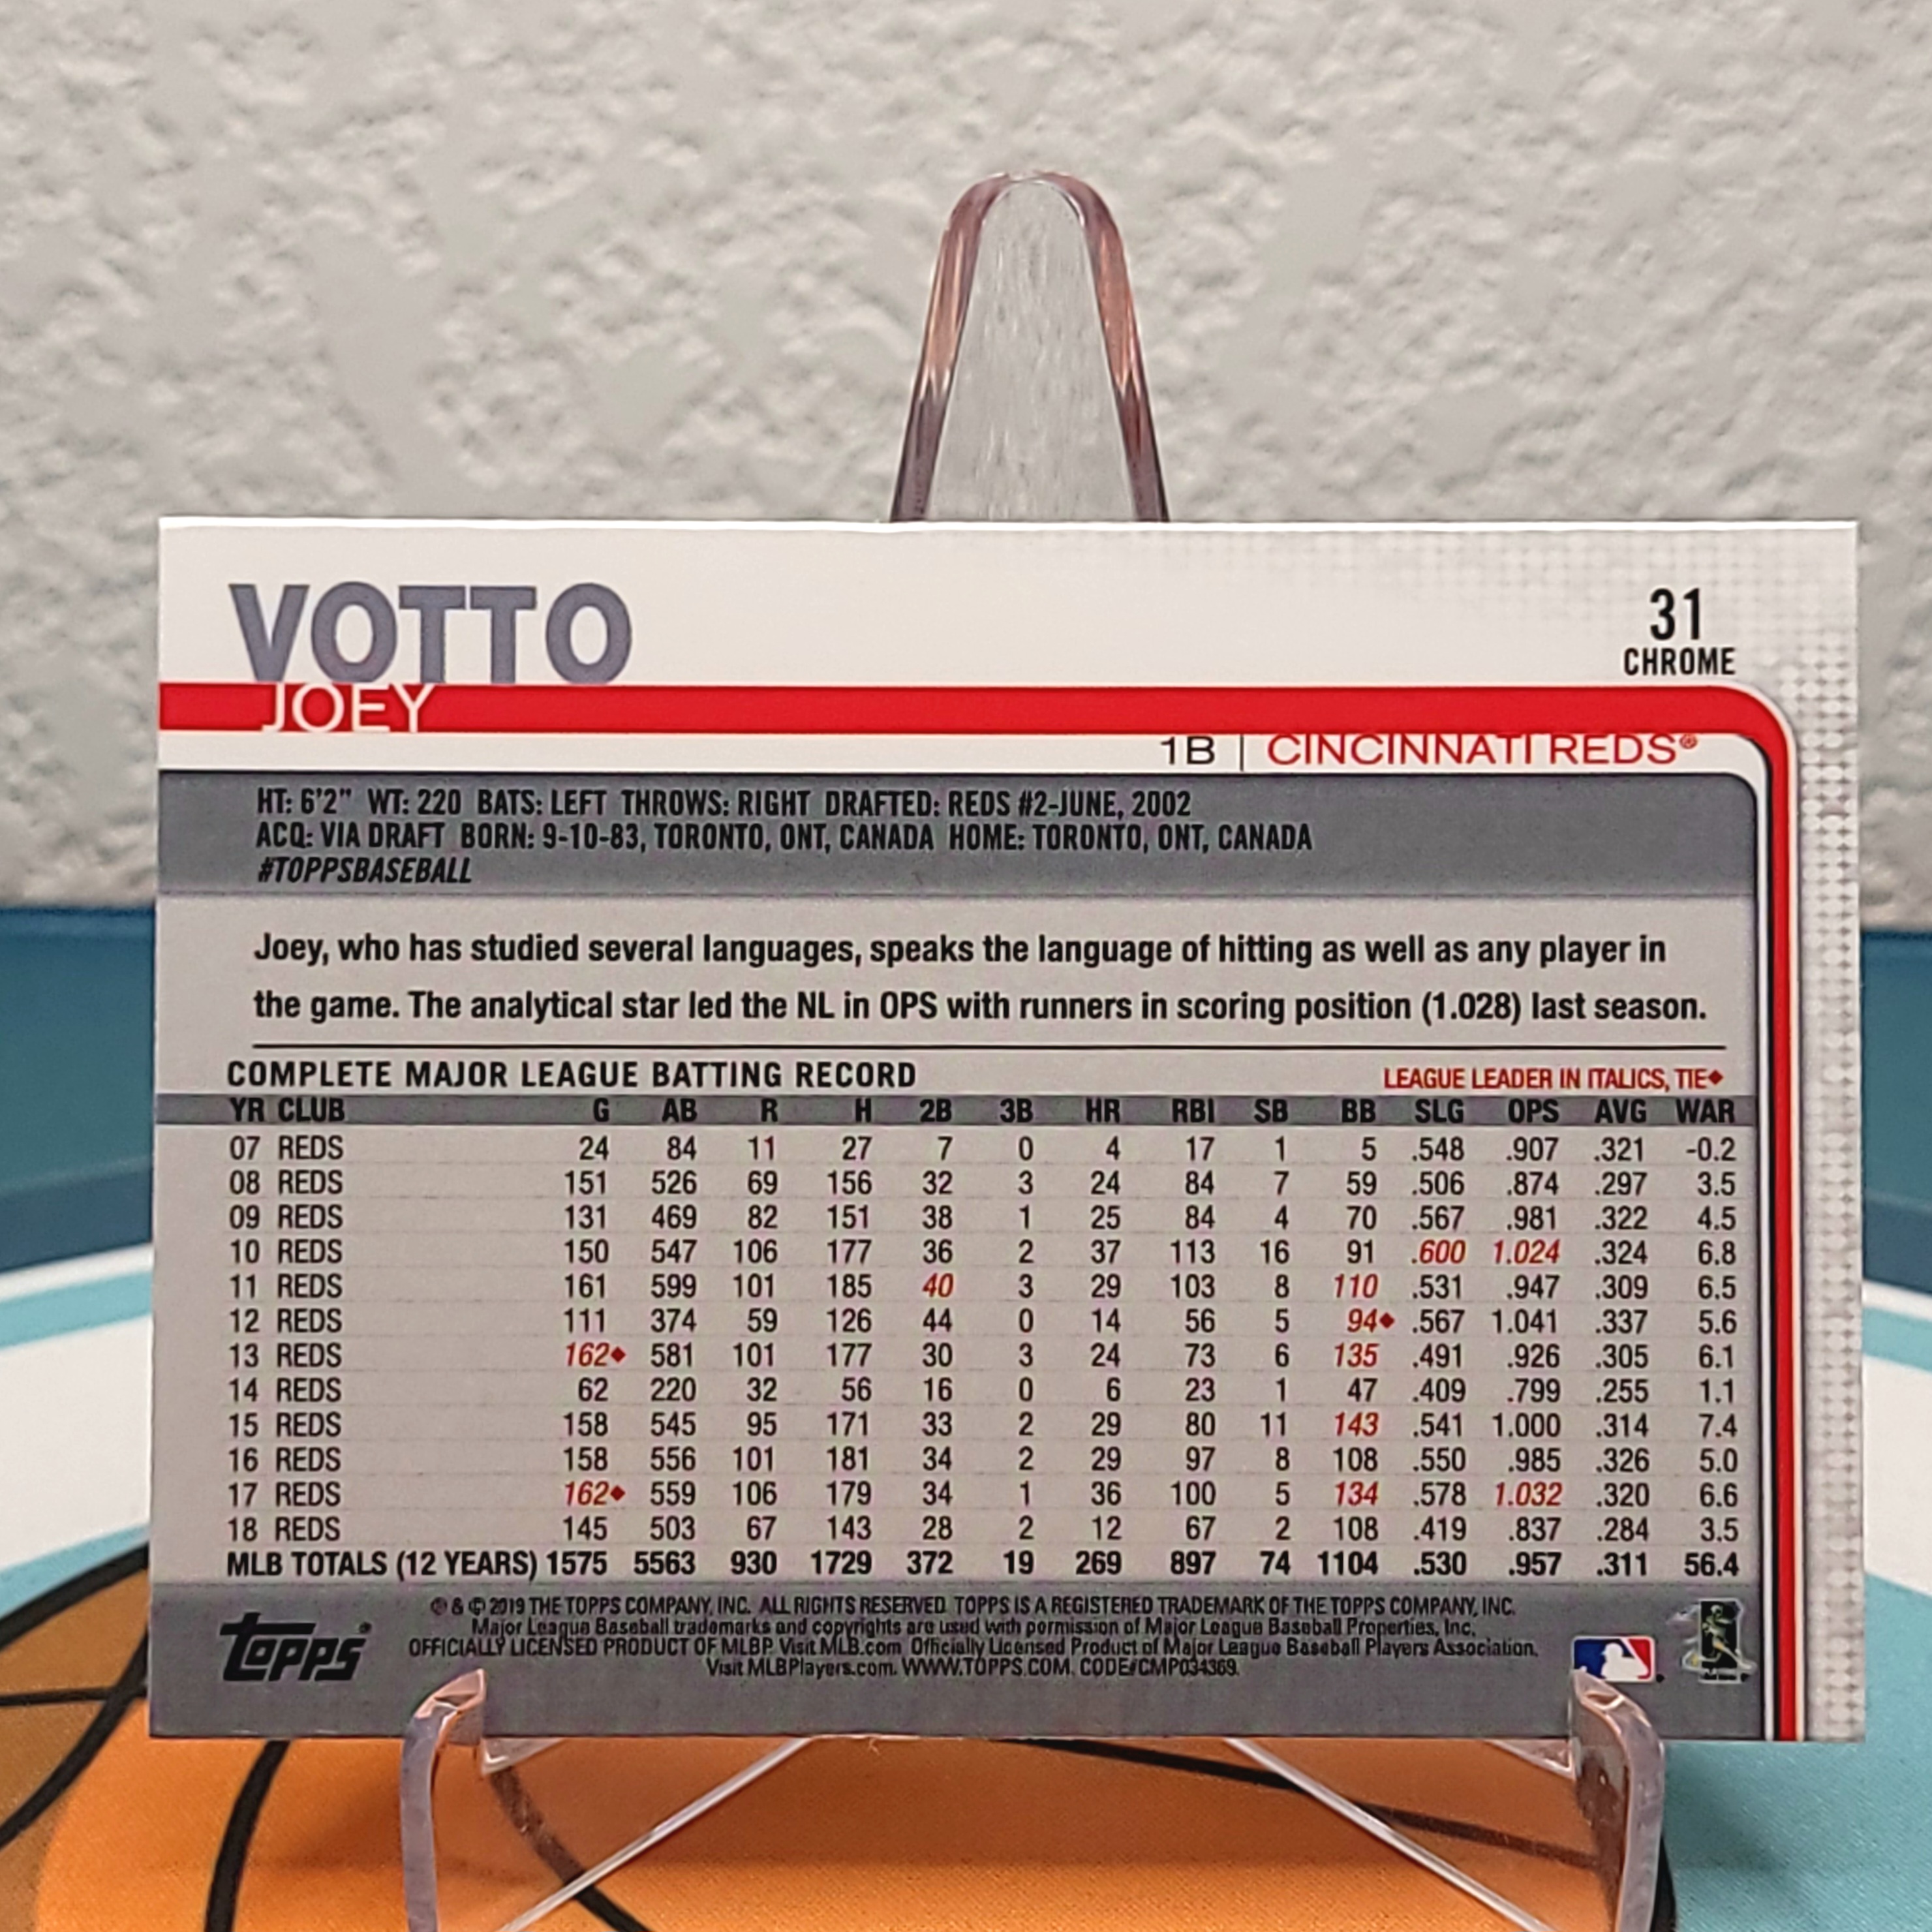 VOTTO
JOEY
31
CHROME
1B | CINCINNATI REDS®
HT: 6'2" WT: 220 BATS: LEFT THROWS: RIGHT DRAFTED: REDS #2-JUNE, 2002
ACQ: VIA DRAFT BORN: 9-10-83, TORONTO, ONT, CANADA HOME: TORONTO, ONT, CANADA
#TOPPSBASEBALL
Joey, who has studied several languages, speaks the language of hitting as well as any player in
the game. The analytical star led the NL in OPS with runners in scoring position (1.028) last season.
COMPLETE MAJOR LEAGUE BATTING RECORD LEAGUE LEADER IN ITALICS, TIE◆
YR CLUB G AB R H 2B 3B HR RBI SB BB SLG OPS AVG WAR
07 REDS 24 84 11 27 7 0 4 17 1 5 .548 .907 .321 -0.2
08 REDS 151 526 69 156 32 3 24 84 7 59 .506 .874 .297 3.5
09 REDS 131 469 82 151 38 1 25 84 4 70 .567 .981 .322 4.5
10 REDS 150 547 106 177 36 2 37 113 16 91 .600 1.024 .324 6.8
11 REDS 161 599 101 185 40 3 29 103 8 110 .531 .947 .309 6.5
12 REDS 111 374 59 126 44 0 14 56 5 94◆ .567 1.041 .337 5.6
13 REDS 162◆ 581 101 177 30 3 24 73 6 135 .491 .926 .305 6.1
14 REDS 62 220 32 56 16 0 6 23 1 47 .409 .799 .255 1.1
15 REDS 158 545 95 171 33 2 29 80 11 143 .541 1.000 .314 7.4
16 REDS 158 556 101 181 34 2 29 97 8 108 .550 .985 .326 5.0
17 REDS 162◆ 559 106 179 34 1 36 100 5 134 .578 1.032 .320 6.6
18 REDS 145 503 67 143 28 2 12 67 2 108 .419 .837 .284 3.5
MLB TOTALS (12 YEARS) 1575 5563 930 1729 372 19 269 897 74 1104 .530 .957 .311 56.4
topps®
® & © 2019 THE TOPPS COMPANY, INC. ALL RIGHTS RESERVED. TOPPS IS A REGISTERED TRADEMARK OF THE TOPPS COMPANY, INC.
Major League Baseball trademarks and copyrights are used with permission of Major League Baseball Properties, Inc.
OFFICIALLY LICENSED PRODUCT OF MLBP. Visit MLB.com. Officially Licensed Product of Major League Baseball Players Association.
Visit MLBPlayers.com. WWW.TOPPS.COM. CODE#CMP034369.